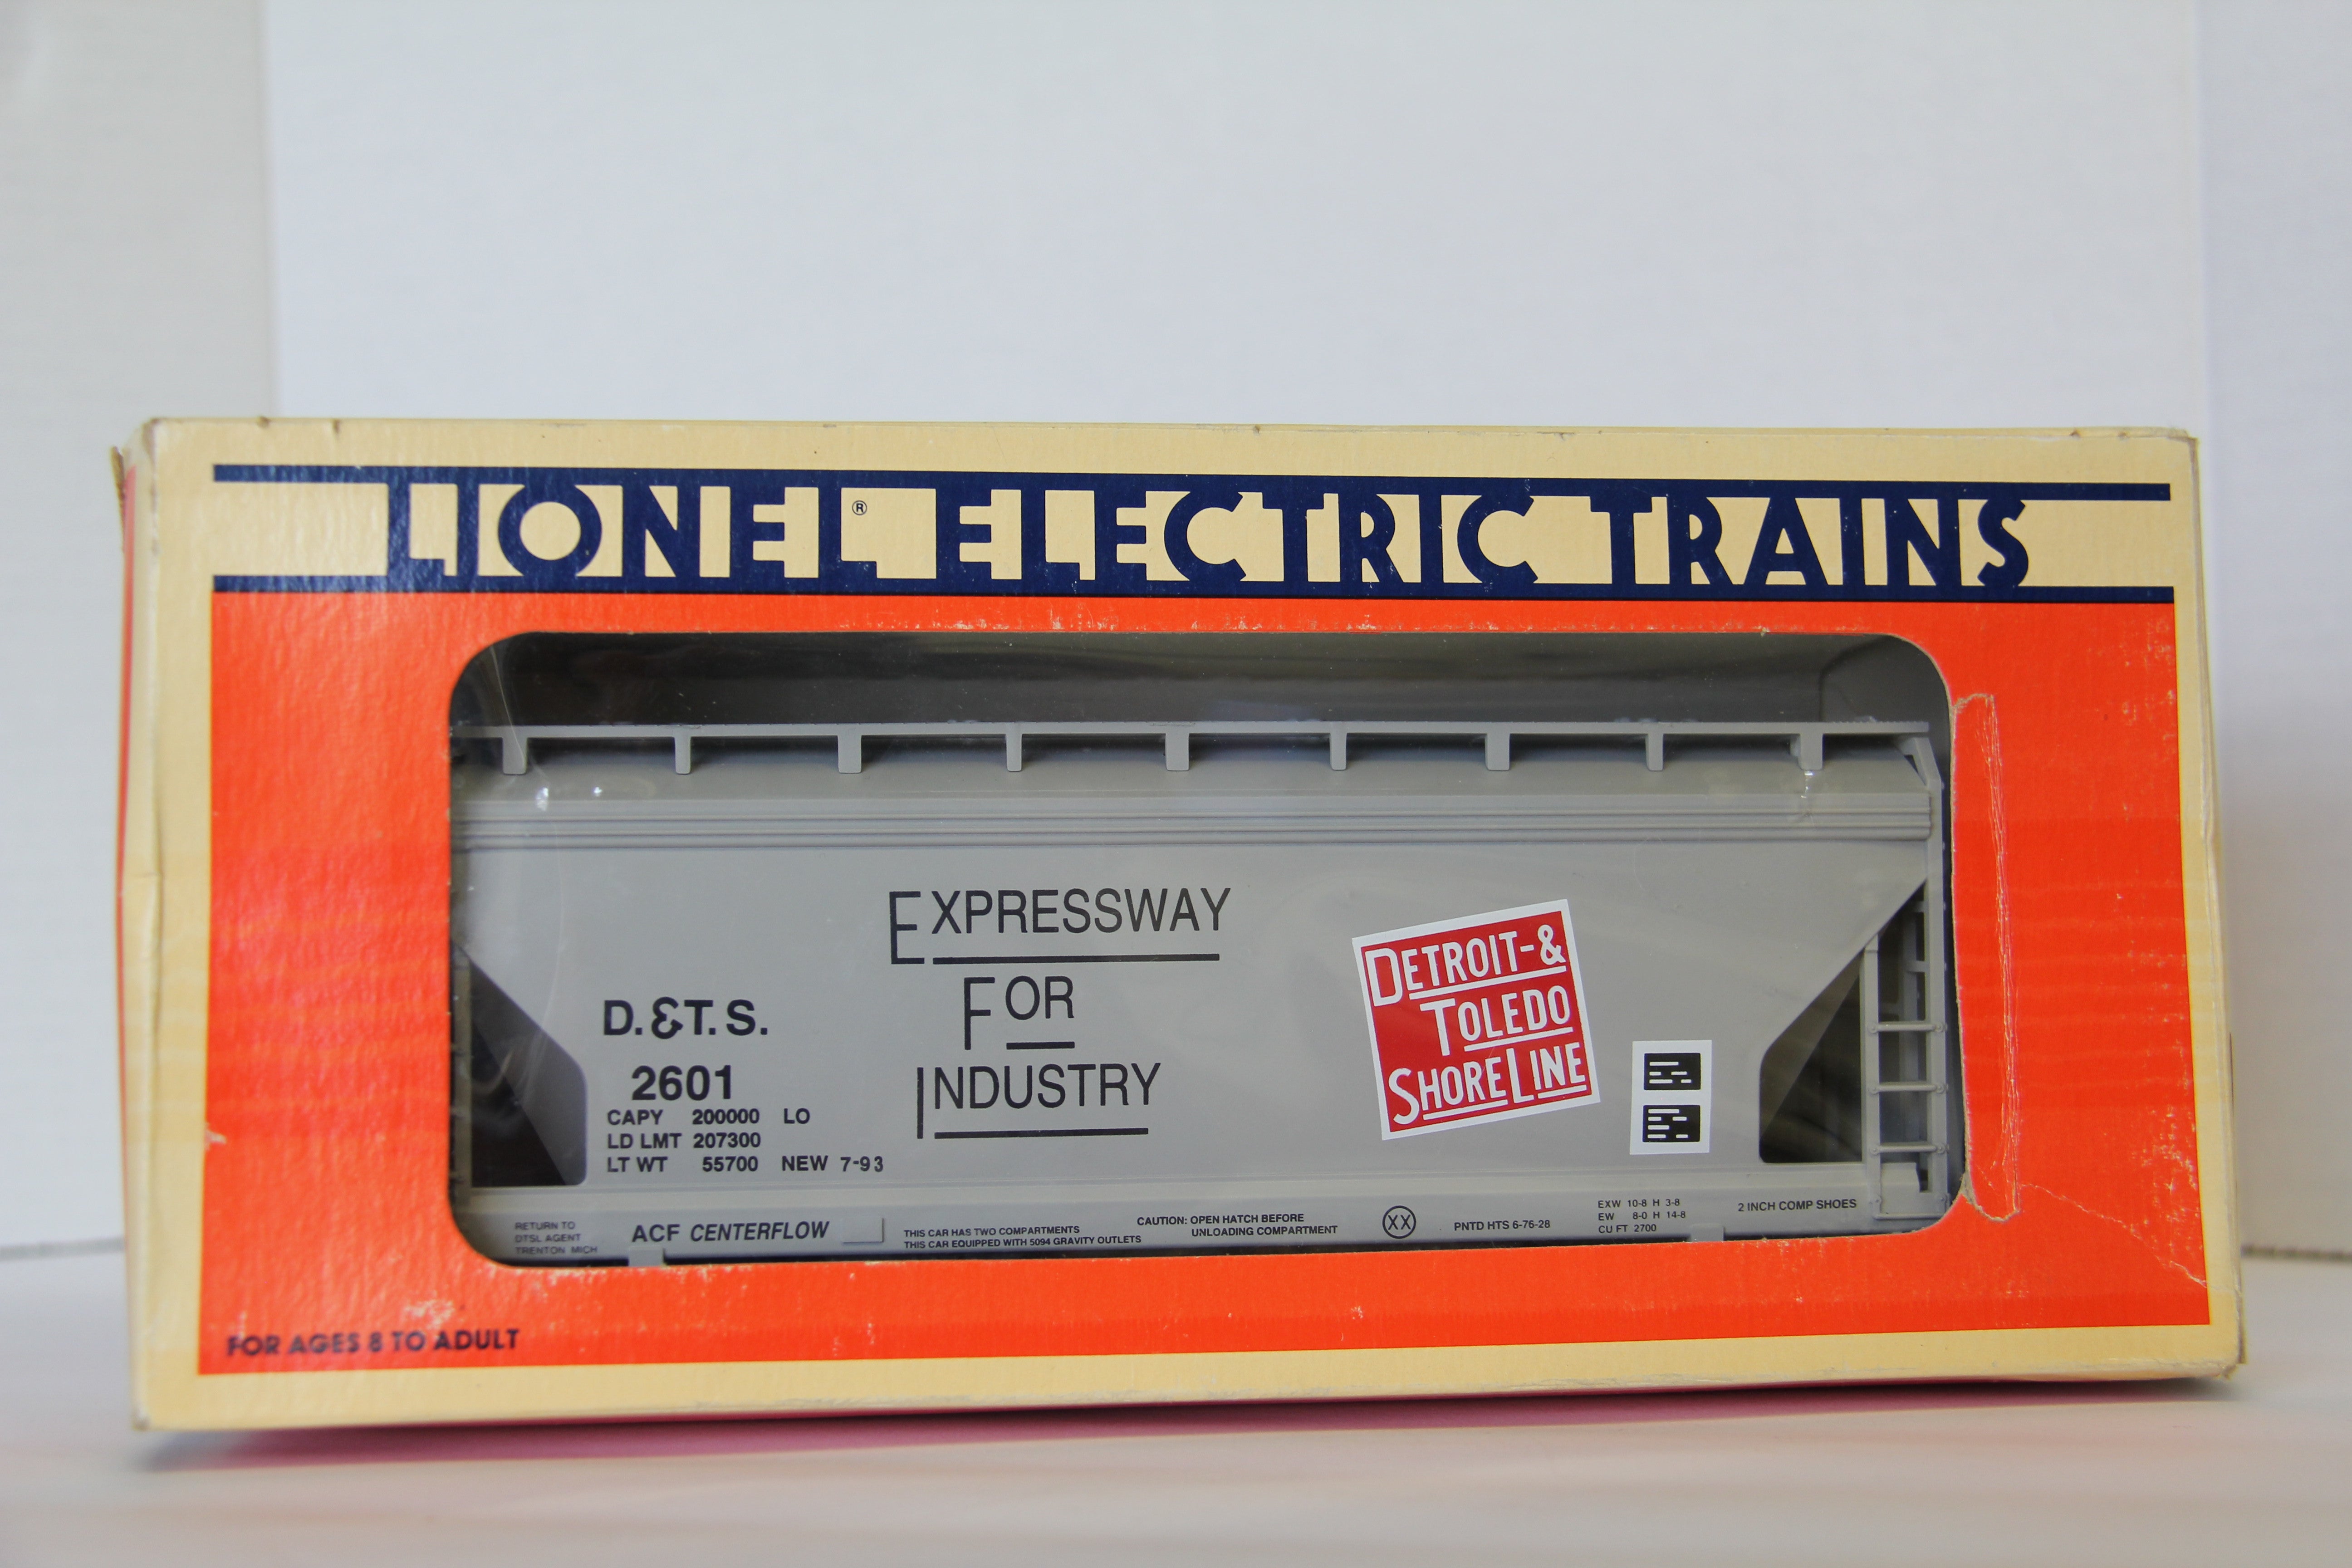 LIONEL® ELECTRIC TRAINS
EXPRESSWAY
FOR
INDUSTRY
D.&T.S.
2601
CAPY 200000 LO
LD LMT 207300
LT WT 55700 NEW 7-93
DETROIT-&
TOLEDO
SHORE LINE
RETURN TO
DTSL AGENT
TRENTON MICH
ACF CENTERFLOW
THIS CAR HAS TWO COMPARTMENTS
THIS CAR EQUIPPED WITH 5094 GRAVITY OUTLETS
CAUTION: OPEN HATCH BEFORE
UNLOADING COMPARTMENT
XX
PNTD HTS 6-76-28
EXW 10-8 H 3-8
EW 8-0 H 14-8
CU FT 2700
2 INCH COMP SHOES
FOR AGES 8 TO ADULT